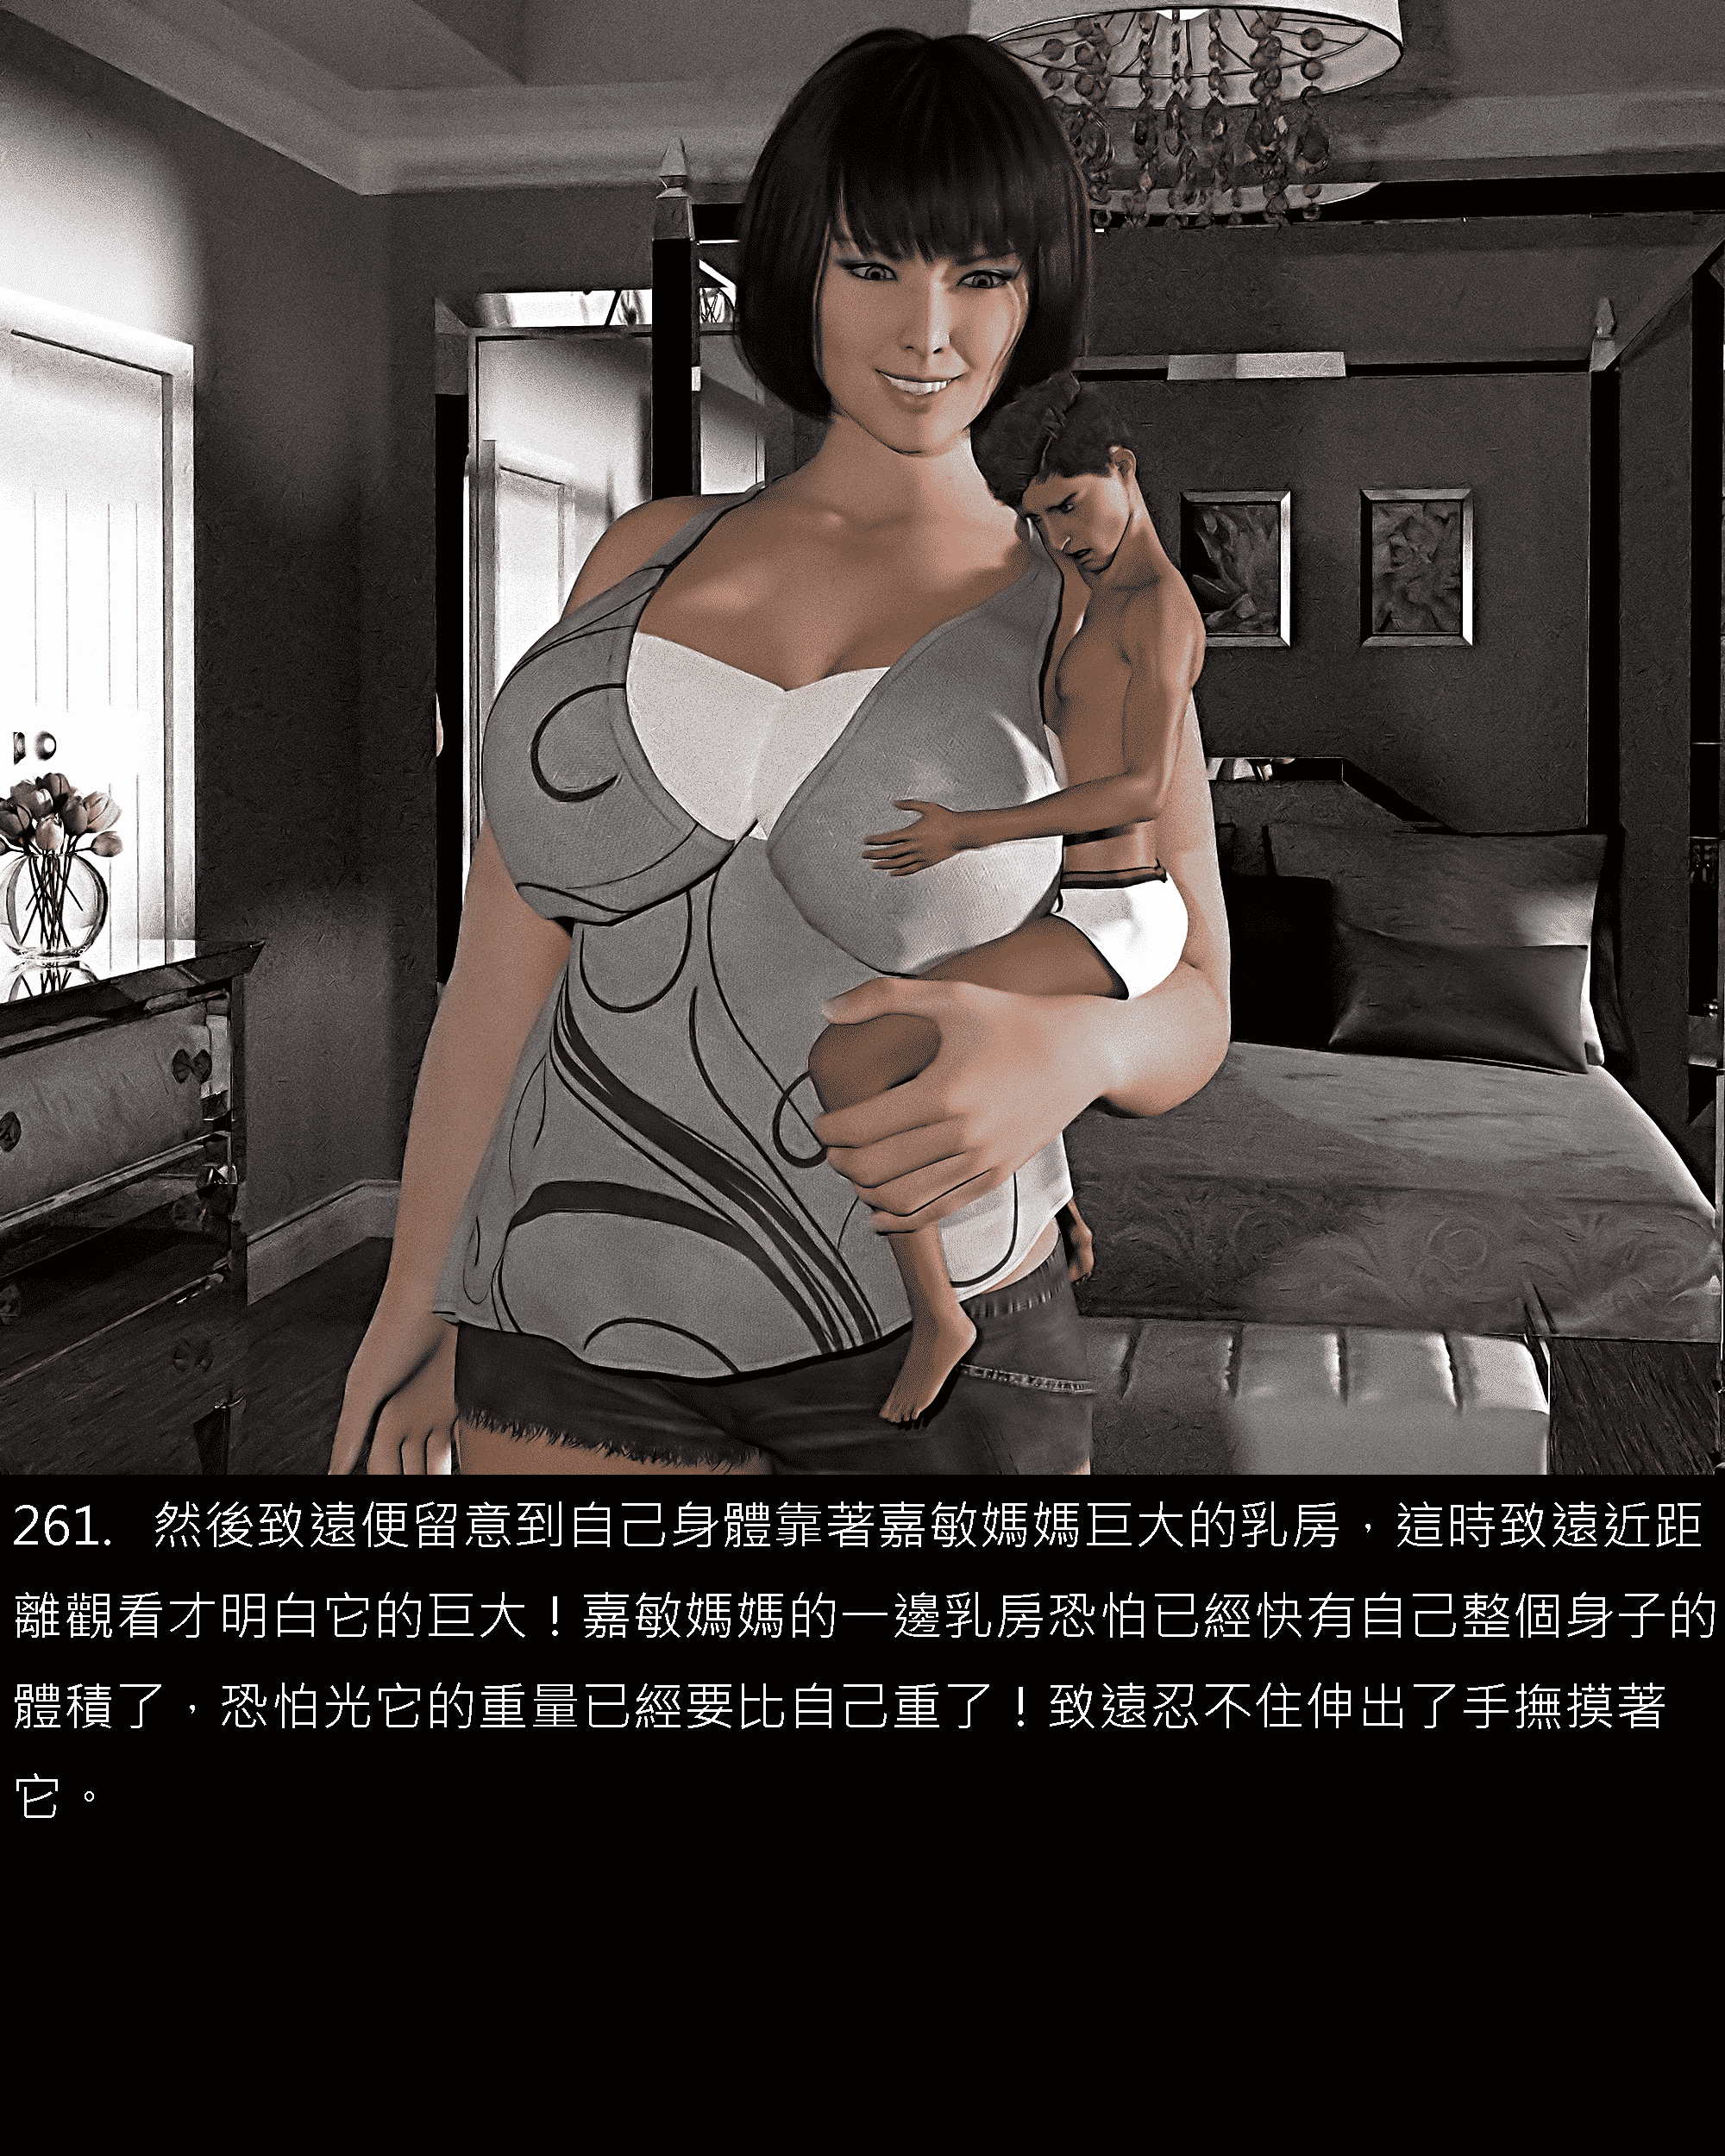 261. 然後致遠便留意到自己身體靠著嘉敏媽媽巨大的乳房，這時致遠近距
離觀看才明白它的巨大！嘉敏媽媽的一邊乳房恐怕已經快有自己整個身子的
體積了，恐怕光它的重量已經要比自己重了！致遠忍不住伸出了手撫摸著
它。